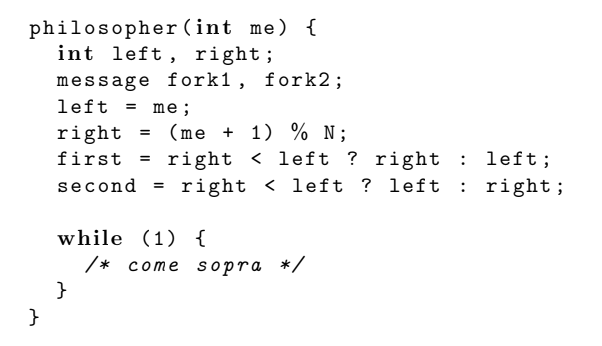 philosopher(int me) {
  int left, right;
  message fork1, fork2;
  left = me;
  right = (me + 1) % N;
  first = right < left ? right : left;
  second = right < left ? left : right;

  while (1) {
    /* come sopra */
  }
}